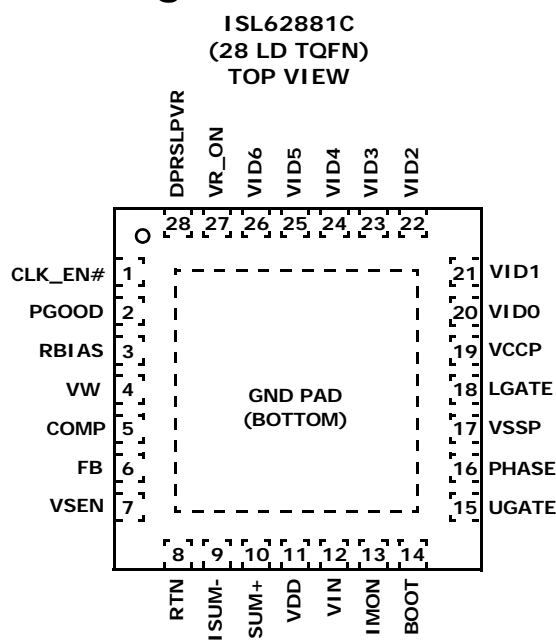 ISL62881C
(28 LD TQFN)
TOP VIEW
DPRSLPVR
VR_ON
VID6
VID5
VID4
VID3
VID2
28 27 26 25 24 23 22
CLK_EN# 1
PGOOD 2
RBIAS 3
VW 4
COMP 5
FB 6
VSEN 7
GND PAD
(BOTTOM)
21 VID1
20 VID0
19 VCCP
18 LGATE
17 VSSP
16 PHASE
15 UGATE
8 9 10 11 12 13 14
RTN
ISUM-
SUM+
VDD
VIN
IMON
BOOT